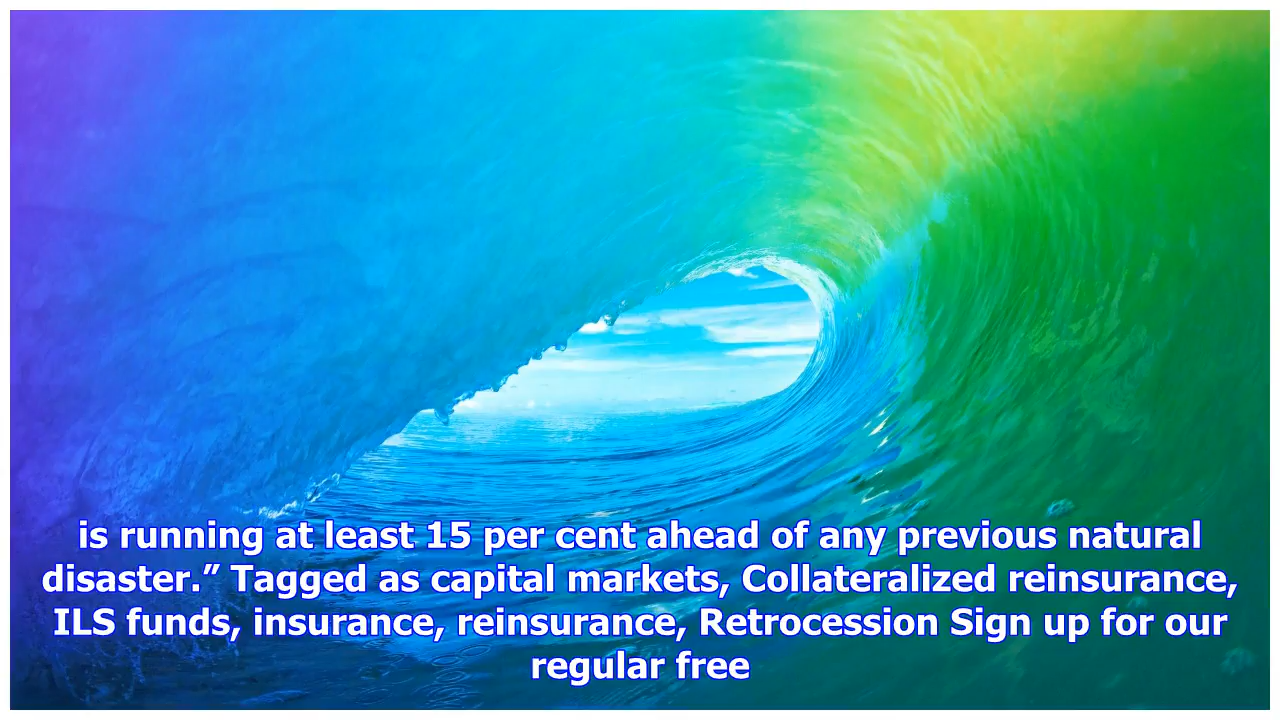 is running at least 15 per cent ahead of any previous natural
disaster.” Tagged as capital markets, Collateralized reinsurance,
ILS funds, insurance, reinsurance, Retrocession Sign up for our
regular free